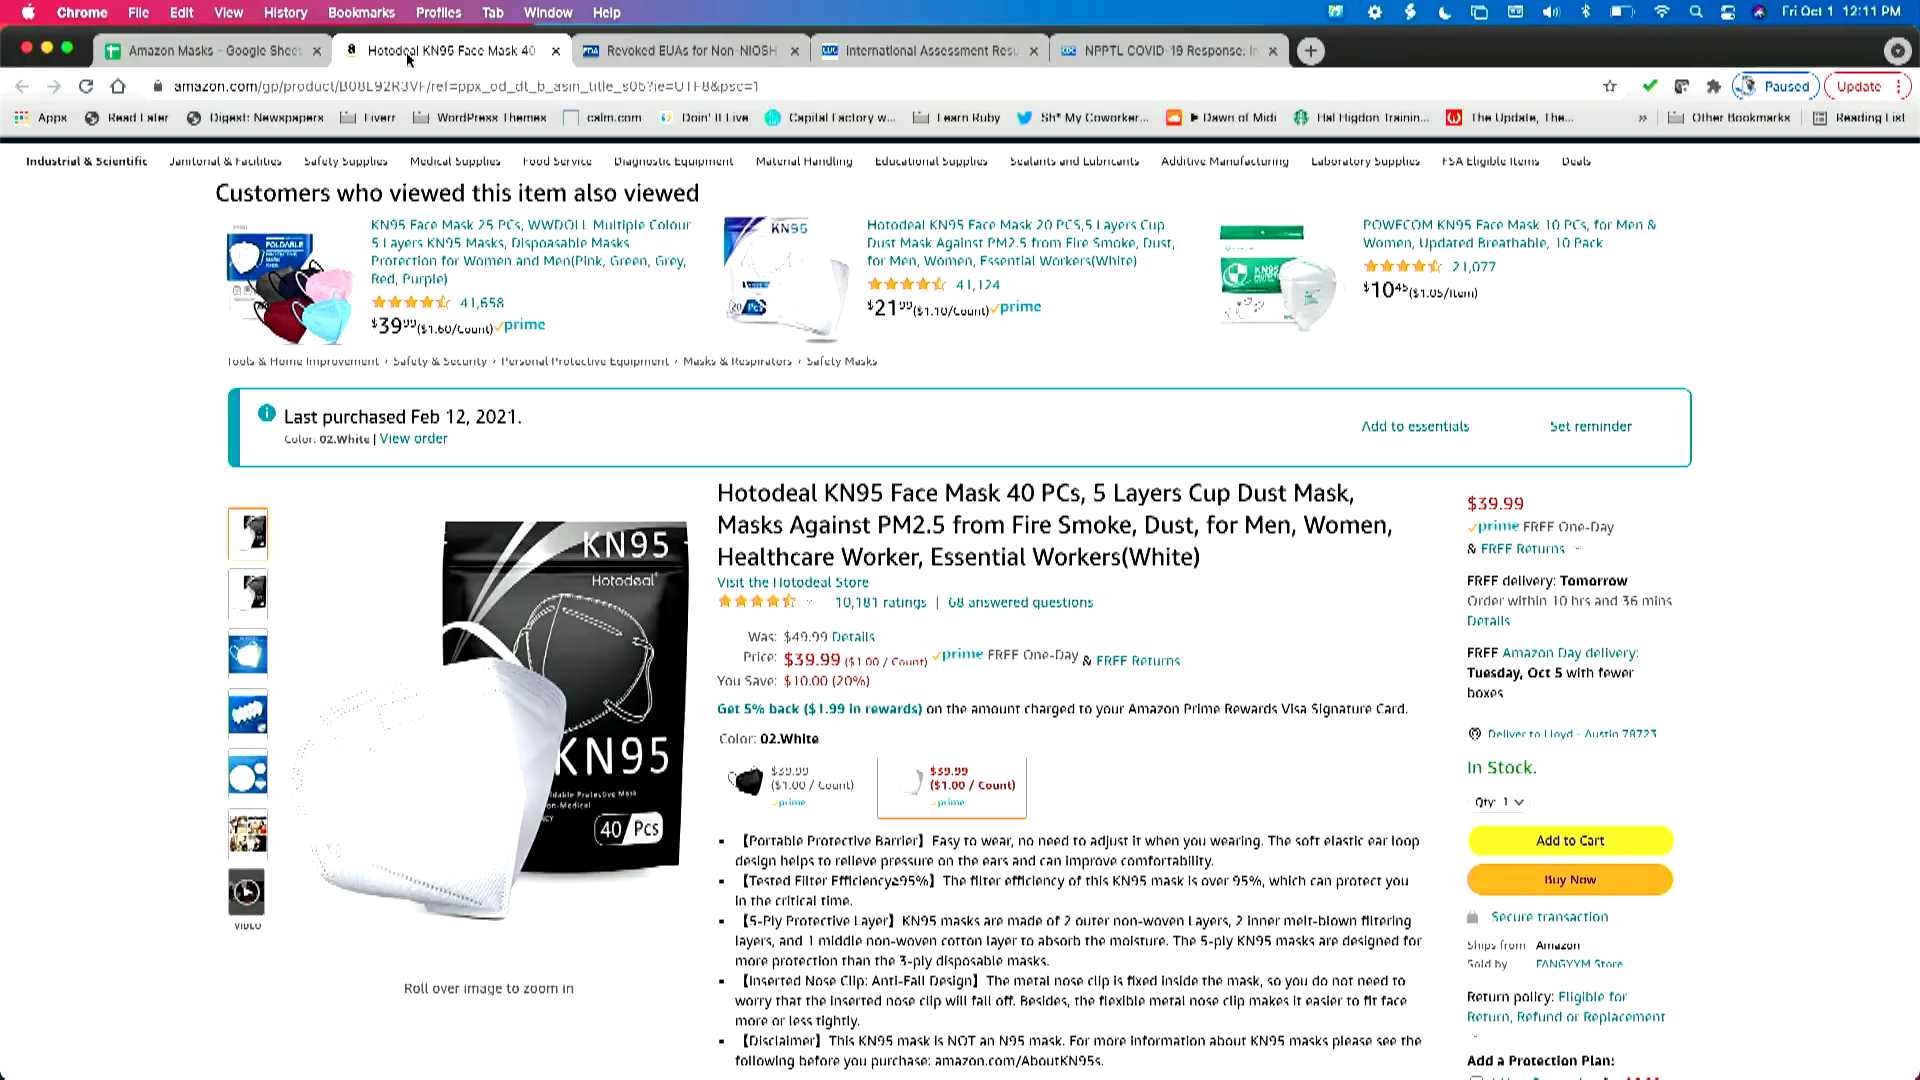 Chrome File Edit View History Bookmarks Profiles Tab Window Help Fri Oct 1 12:11 PM
Amazon Masks - Google Sheet Hotodeal KN95 Face Mask 40 Revoked EUAs for Non-NIOSH International Assessment Resu NPPTL COVID-19 Response: In
amazon.com/gp/product/B08L92R3VF/ref=ppx_od_dt_b_asin_title_s06?ie=UTF8&psc=1 Paused Update
Apps Read Later Digest: Newspapers Fiverr WordPress Themes calm.com Doin' It Live Capital Factory w... Learn Ruby Sh* My Coworker... Dawn of Midi Hal Higdon Trainin... The Update, The... » Other Bookmarks Reading List
Industrial & Scientific Janitorial & Facilities Safety Supplies Medical Supplies Food Service Diagnostic Equipment Material Handling Educational Supplies Sealants and Lubricants Additive Manufacturing Laboratory Supplies FSA Eligible Items Deals
Customers who viewed this item also viewed
KN95 Face Mask 25 PCs, WWDOLL Multiple Colour
5 Layers KN95 Masks, Dispoasable Masks
Protection for Women and Men(Pink, Green, Grey,
Red, Purple)
41,658
$39.99($1.60/Count) prime
FOLDABLE
Hotodeal KN95 Face Mask 20 PCS,5 Layers Cup
Dust Mask Against PM2.5 from Fire Smoke, Dust,
for Men, Women, Essential Workers(White)
41,124
$21.99($1.10/Count) prime
KN95
20 Pcs
POWECOM KN95 Face Mask 10 PCs, for Men &
Women, Updated Breathable, 10 Pack
21,077
$10.45($1.05/Item)
KN95
Tools & Home Improvement › Safety & Security › Personal Protective Equipment › Masks & Respirators › Safety Masks
Last purchased Feb 12, 2021.
Color: 02.White | View order
Add to essentials Set reminder
VIDEO
KN95
Hotodeal
KN95
40 Pcs
Roll over image to zoom in
Hotodeal KN95 Face Mask 40 PCs, 5 Layers Cup Dust Mask,
Masks Against PM2.5 from Fire Smoke, Dust, for Men, Women,
Healthcare Worker, Essential Workers(White)
Visit the Hotodeal Store
10,181 ratings | 68 answered questions
Was: $49.99 Details
Price: $39.99 ($1.00 / Count) prime FREE One-Day & FREE Returns
You Save: $10.00 (20%)
Get 5% back ($1.99 in rewards) on the amount charged to your Amazon Prime Rewards Visa Signature Card.
Color: 02.White
$39.99
($1.00 / Count)
prime
$39.99
($1.00 / Count)
prime
• 【Portable Protective Barrier】Easy to wear, no need to adjust it when you wearing. The soft elastic ear loop
design helps to relieve pressure on the ears and can improve comfortability.
• 【Tested Filter Efficiency≥95%】The filter efficiency of this KN95 mask is over 95%, which can protect you
in the critical time.
• 【5-Ply Protective Layer】KN95 masks are made of 2 outer non-woven Layers, 2 inner melt-blown filtering
layers, and 1 middle non-woven cotton layer to absorb the moisture. The 5-ply KN95 masks are designed for
more protection than the 3-ply disposable masks.
• 【Inserted Nose Clip: Anti-Fall Design】The metal nose clip is fixed inside the mask, so you do not need to
worry that the inserted nose clip will fall off. Besides, the flexible metal nose clip makes it easier to fit face
more or less tightly.
• 【Disclaimer】This KN95 mask is NOT an N95 mask. For more information about KN95 masks please see the
following before you purchase: amazon.com/AboutKN95s.
$39.99
prime FREE One-Day
& FREE Returns
FREE delivery: Tomorrow
Order within 10 hrs and 36 mins
Details
FREE Amazon Day delivery:
Tuesday, Oct 5 with fewer
boxes
Deliver to Lloyd - Austin 78723
In Stock.
Qty: 1
Add to Cart
Buy Now
Secure transaction
Ships from Amazon
Sold by FANGYYM Store
Return policy: Eligible for
Return, Refund or Replacement
Add a Protection Plan: